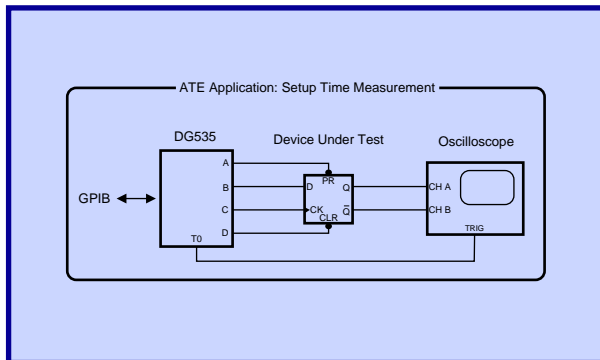 ATE Application: Setup Time Measurement
DG535
Device Under Test
Oscilloscope
GPIB
A
B
C
D
T0
PR
D
Q
CK
Q̅
CLR
CH A
CH B
TRIG